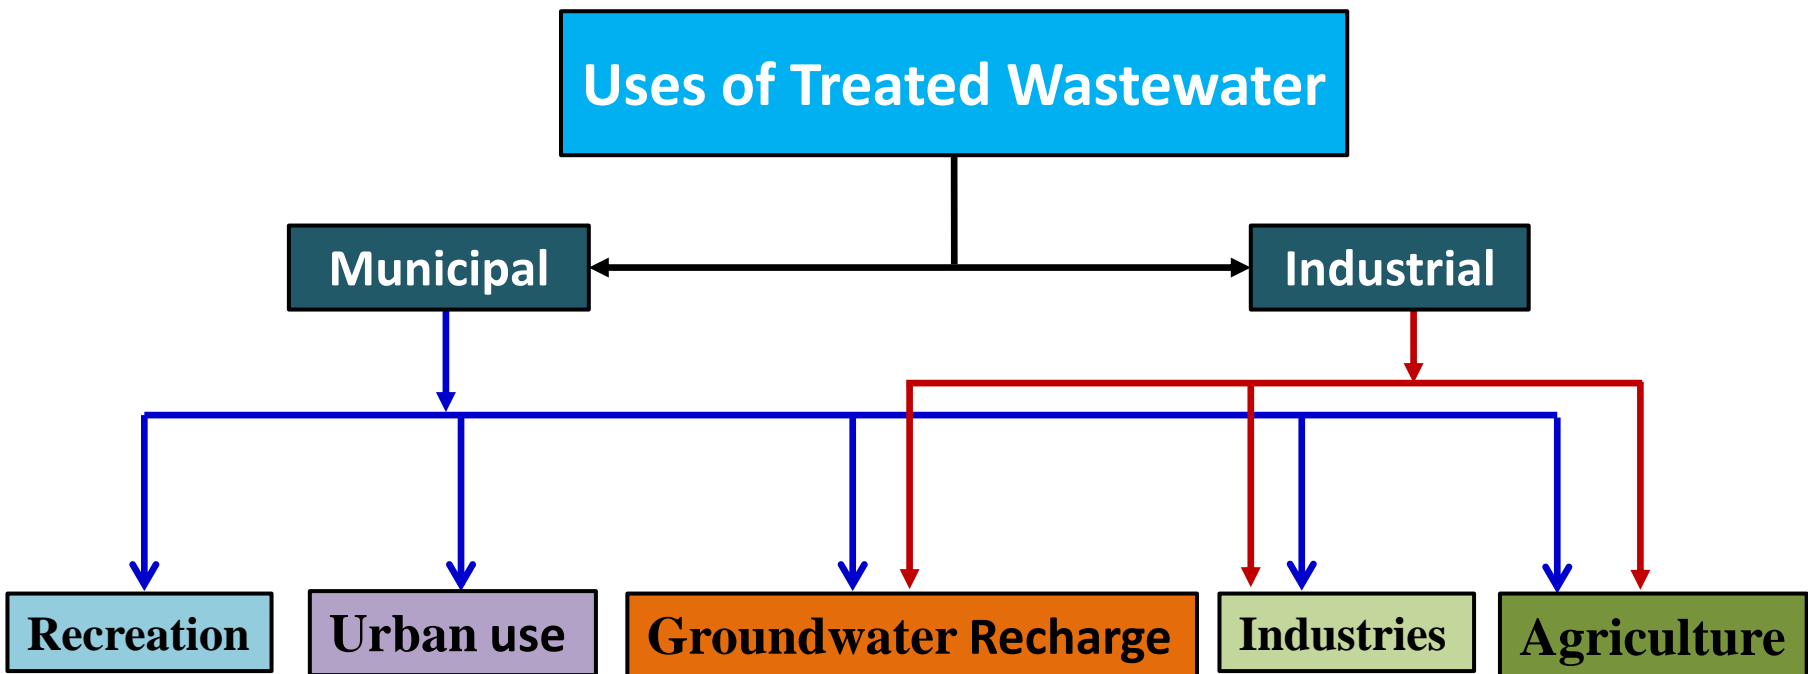 Uses of Treated Wastewater
Municipal
Industrial
Recreation
Urban use
Groundwater Recharge
Industries
Agriculture